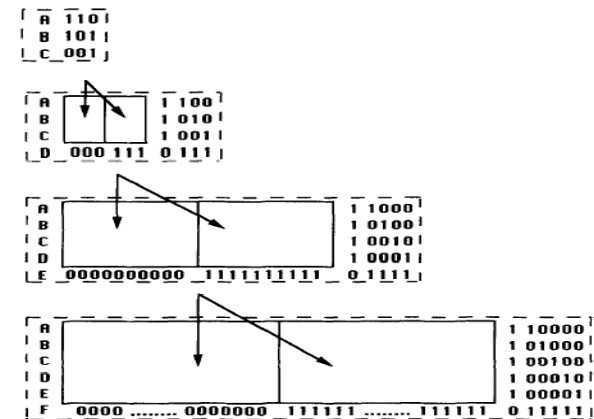 A 110
B 101
C 001
A 1 100
B 1 010
C 1 001
D 000 111 0 111
A 1 1000
B 1 0100
C 1 0010
D 1 0001
E 0000000000 1111111111 0 1111
A 1 10000
B 1 01000
C 1 00100
D 1 00010
E 1 00001
F 0000 ....... 0000000 111111 ....... 111111 0 11111